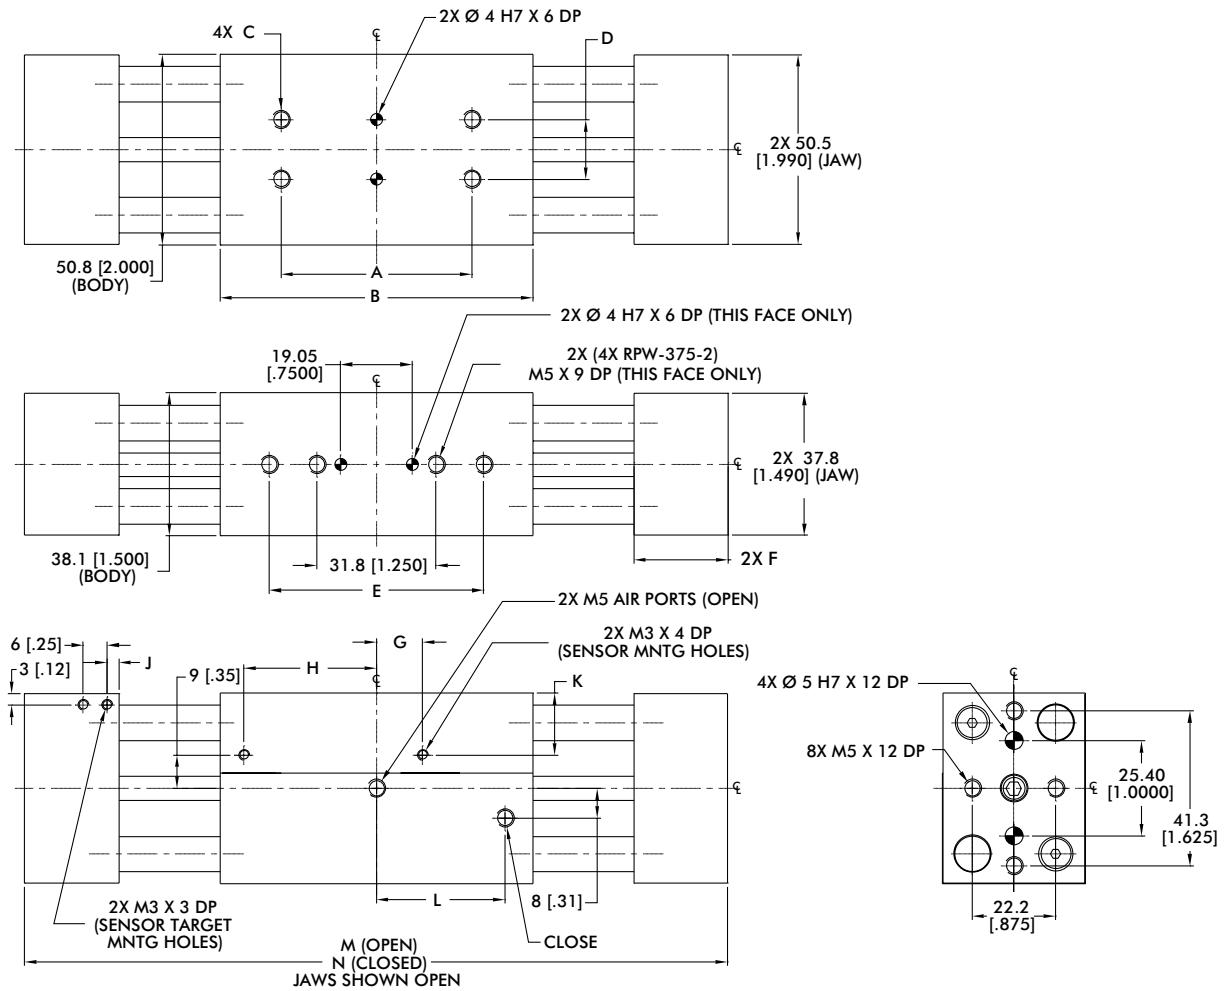 2X Ø 4 H7 X 6 DP
4X C
D
℄
℄
2X 50.5
[1.990] (JAW)
50.8 [2.000]
(BODY)
A
B
2X Ø 4 H7 X 6 DP (THIS FACE ONLY)
19.05
[.7500]
2X (4X RPW-375-2)
M5 X 9 DP (THIS FACE ONLY)
℄
℄
2X 37.8
[1.490] (JAW)
38.1 [1.500]
(BODY)
31.8 [1.250]
E
2X F
2X M5 AIR PORTS (OPEN)
6 [.25]
3 [.12]
J
9 [.35]
H
G
2X M3 X 4 DP
(SENSOR MNTG HOLES)
K
℄
℄
4X Ø 5 H7 X 12 DP
℄
8X M5 X 12 DP
℄
25.40
[1.0000]
41.3
[1.625]
22.2
[.875]
L
8 [.31]
2X M3 X 3 DP
(SENSOR TARGET
MNTG HOLES)
CLOSE
M (OPEN)
N (CLOSED)
JAWS SHOWN OPEN